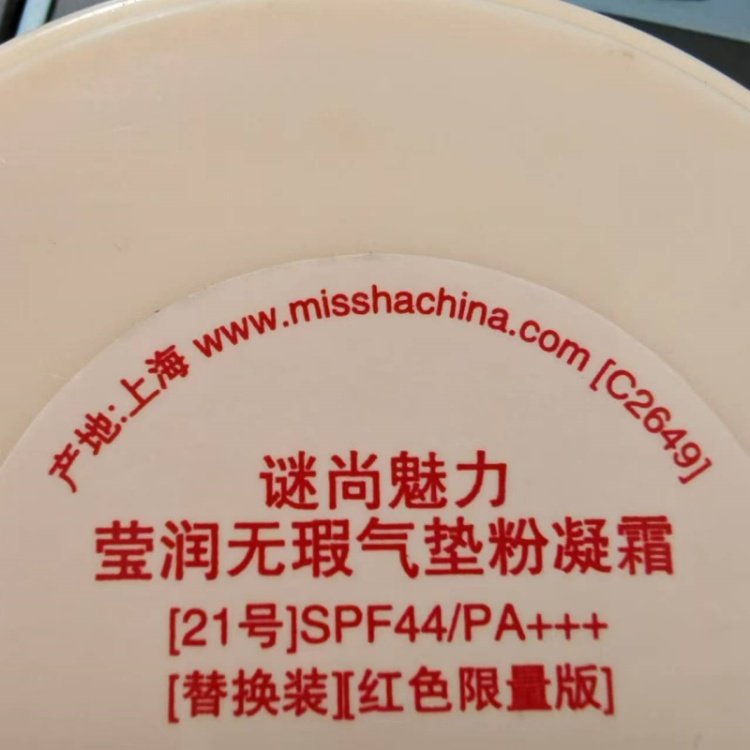 产地:上海 www.misshachina.com [C2649]
谜尚魅力
莹润无瑕气垫粉凝霜
[21号]SPF44/PA+++
[替换装][红色限量版]